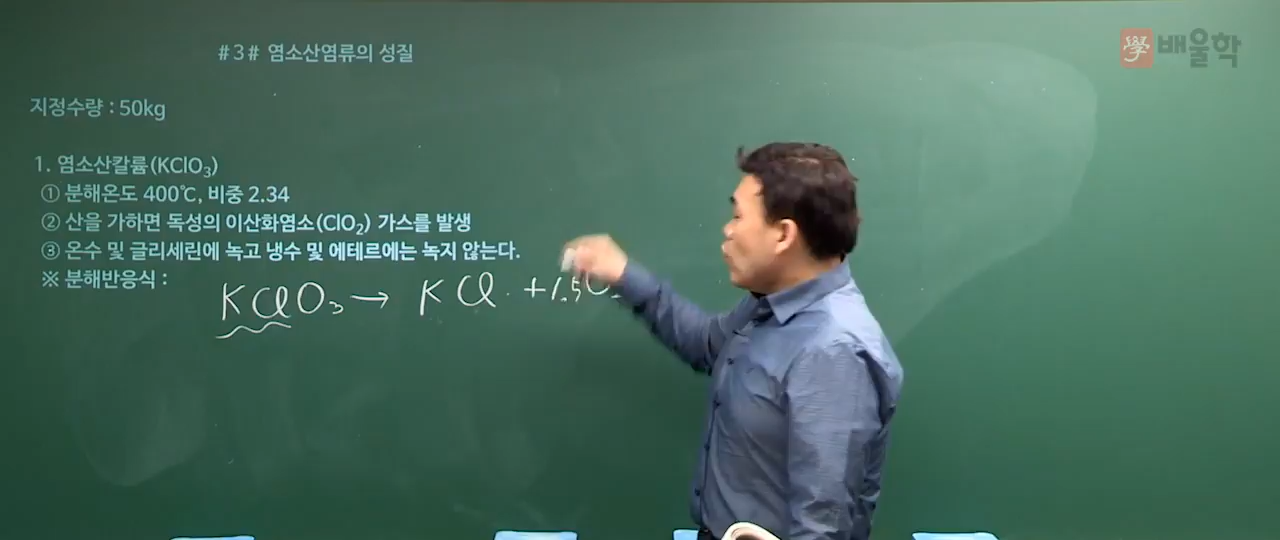 #3# 염소산염류의 성질
學 배울학
지정수량 : 50kg
1. 염소산칼륨(KClO₃)
① 분해온도 400℃, 비중 2.34
② 산을 가하면 독성의 이산화염소(ClO₂) 가스를 발생
③ 온수 및 글리세린에 녹고 냉수 및 에테르에는 녹지 않는다.
※ 분해반응식 :
KClO₃ → KCl + 1.5O₂